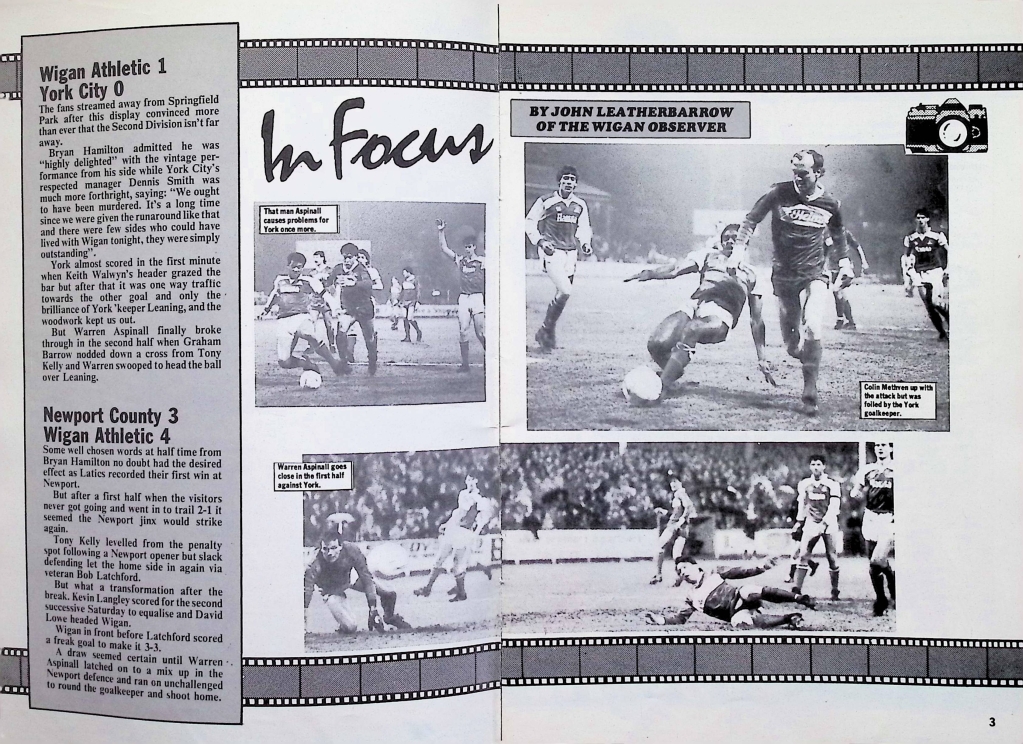 Wigan Athletic 1
York City 0
The fans streamed away from Springfield
Park after this display convinced more
than ever that the Second Division isn't far
away.
Bryan Hamilton admitted he was
"highly delighted" with the vintage per-
formance from his side while York City's
respected manager Dennis Smith was
much more forthright, saying: "We ought
to have been murdered. It's a long time
since we were given the runaround like that
and there were few sides who could have
lived with Wigan tonight, they were simply
outstanding".
York almost scored in the first minute
when Keith Walwyn's header grazed the
bar but after that it was one way traffic
towards the other goal and only the
brilliance of York 'keeper Leaning, and the
woodwork kept us out.
But Warren Aspinall finally broke
through in the second half when Graham
Barrow nodded down a cross from Tony
Kelly and Warren swooped to head the ball
over Leaning.
Newport County 3
Wigan Athletic 4
Some well chosen words at half time from
Bryan Hamilton no doubt had the desired
effect as Latics recorded their first win at
Newport.
But after a first half when the visitors
never got going and went in to trail 2-1 it
seemed the Newport jinx would strike
again.
Tony Kelly levelled from the penalty
spot following a Newport opener but slack
defending let the home side in again via
veteran Bob Latchford.
But what a transformation after the
break. Kevin Langley scored for the second
successive Saturday to equalise and David
Lowe headed Wigan.
Wigan in front before Latchford scored
a freak goal to make it 3-3.
A draw seemed certain until Warren
Aspinall latched on to a mix up in the
Newport defence and ran on unchallenged
to round the goalkeeper and shoot home.
In Focus
BY JOHN LEATHERBARROW
OF THE WIGAN OBSERVER
That man Aspinall
causes problems for
York once more.
Colin Methven up with
the attack but was
foiled by the York
goalkeeper.
Warren Aspinall goes
close in the first half
against York.
3